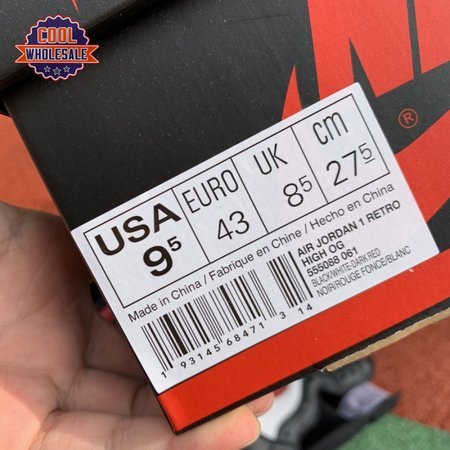 COOL
WHOLESALE
USA
9⁵
EURO
43
UK
8⁵
cm
27⁵
Made in China / Fabrique en Chine / Hecho en China
AIR JORDAN 1 RETRO
HIGH OG
555088 061
BLACK/WHITE-DARK RED
NOIR/ROUGE FONCE/BLANC
1 93145 68471 3 14
®